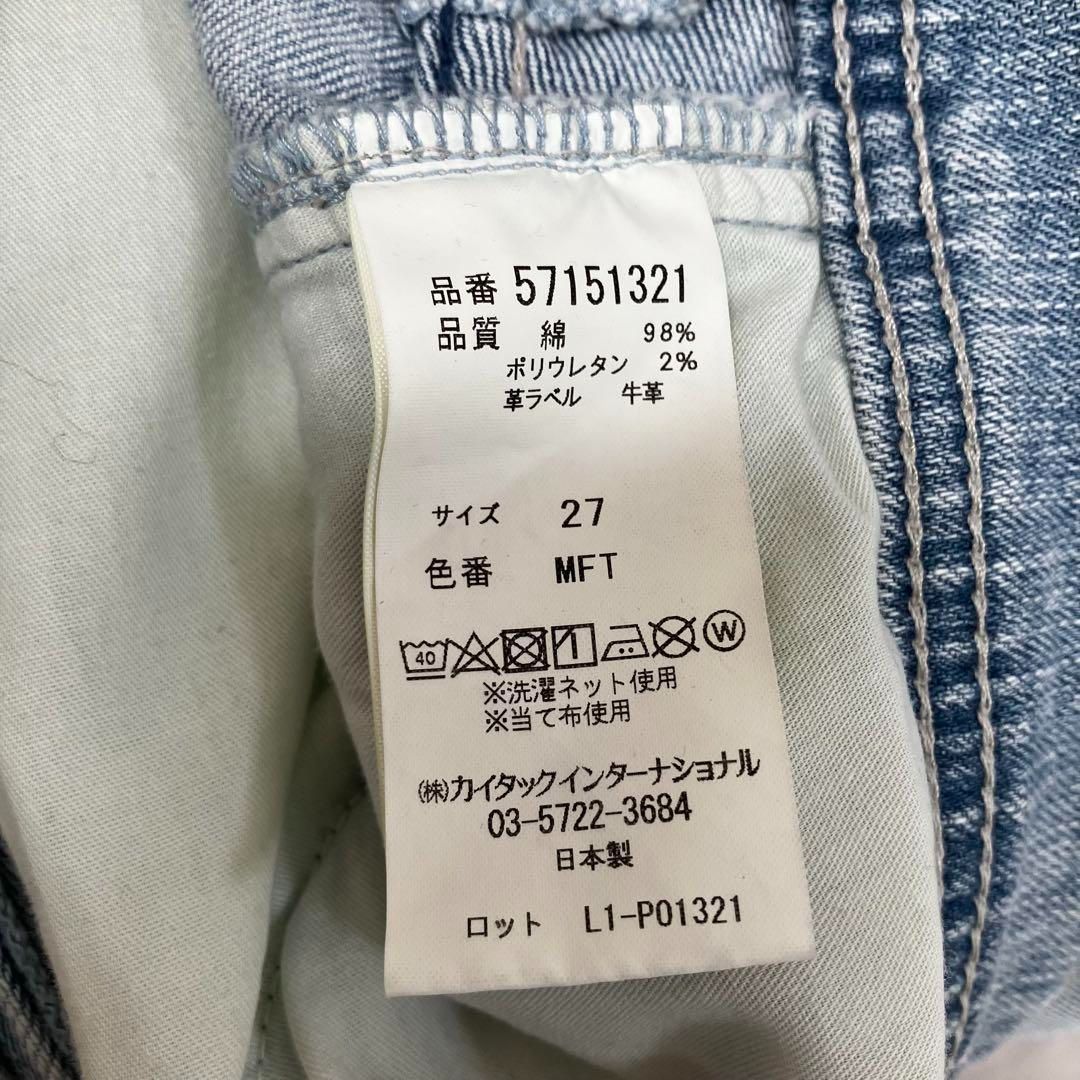 品番 57151321
品質 綿 98%
ポリウレタン 2%
革ラベル 牛革
サイズ 27
色番 MFT
40 W
※洗濯ネット使用
※当て布使用
㈱カイタックインターナショナル
03-5722-3684
日本製
ロット L1-P01321